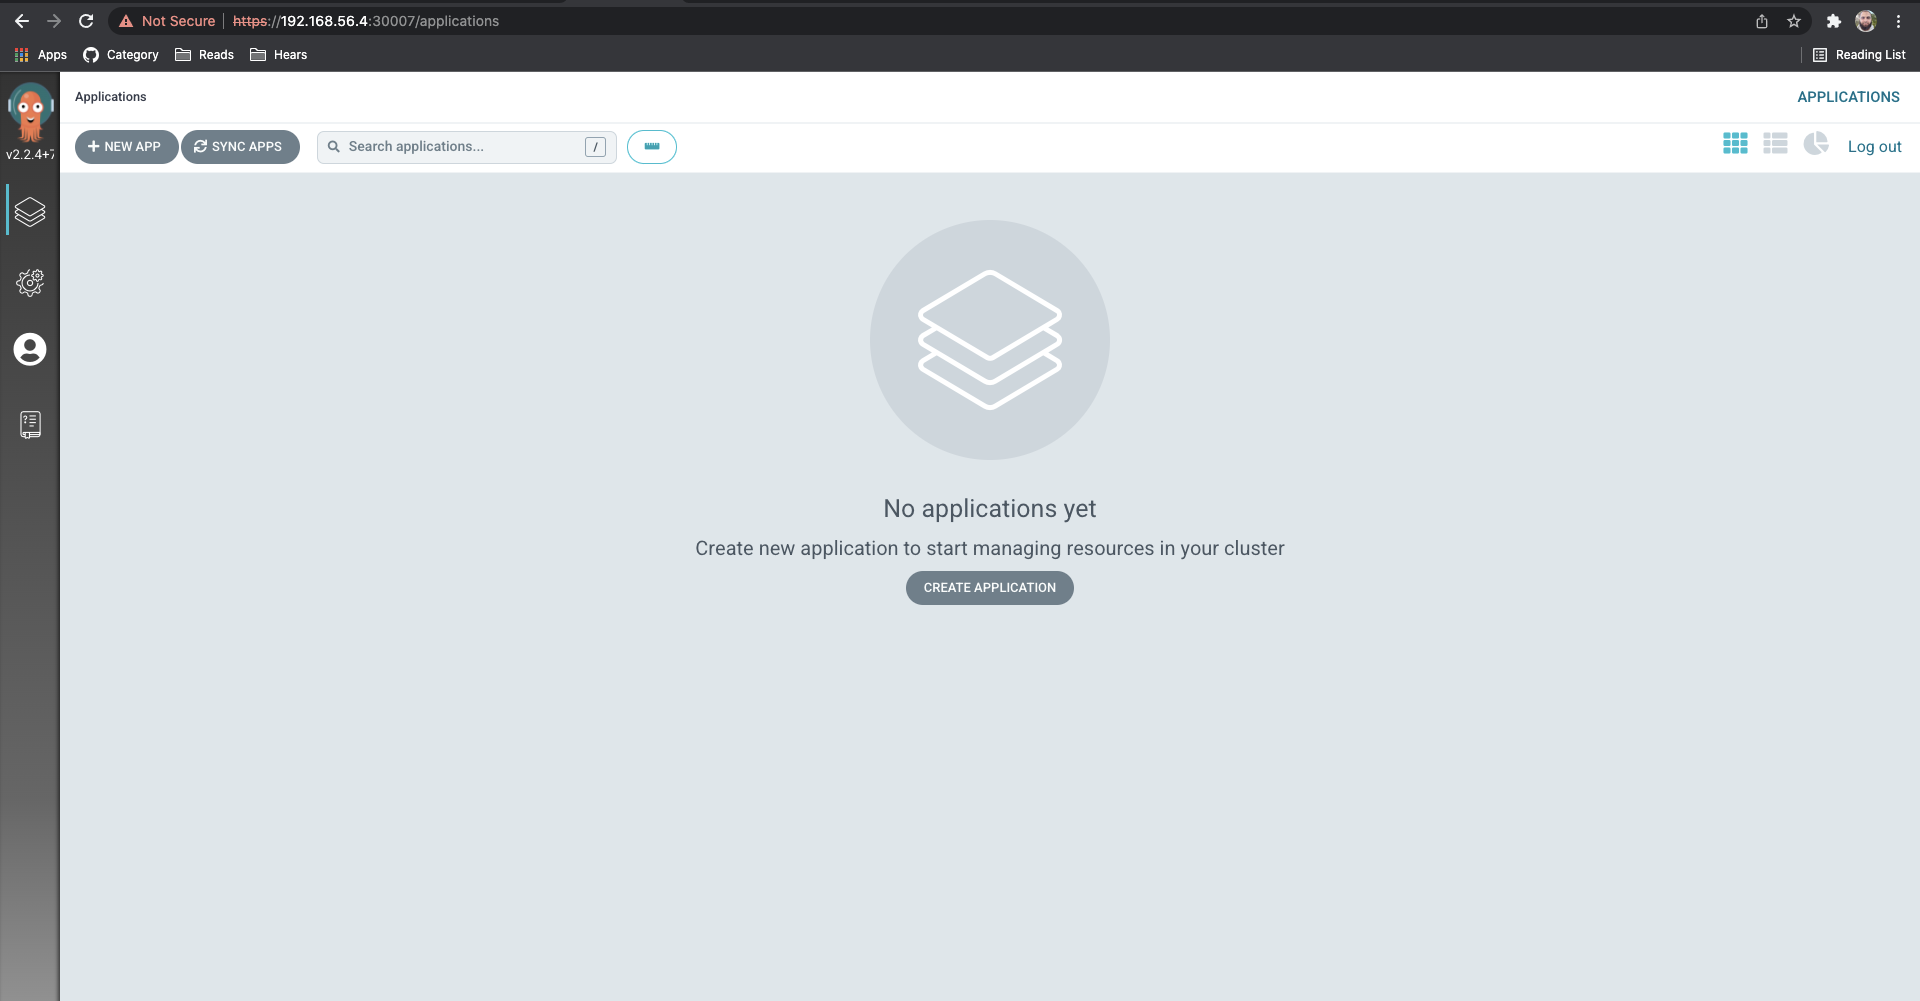 Not Secure https://192.168.56.4:30007/applications
Apps Category Reads Hears Reading List
Applications APPLICATIONS
v2.2.4+7
NEW APP SYNC APPS Search applications... / Log out
No applications yet
Create new application to start managing resources in your cluster
CREATE APPLICATION